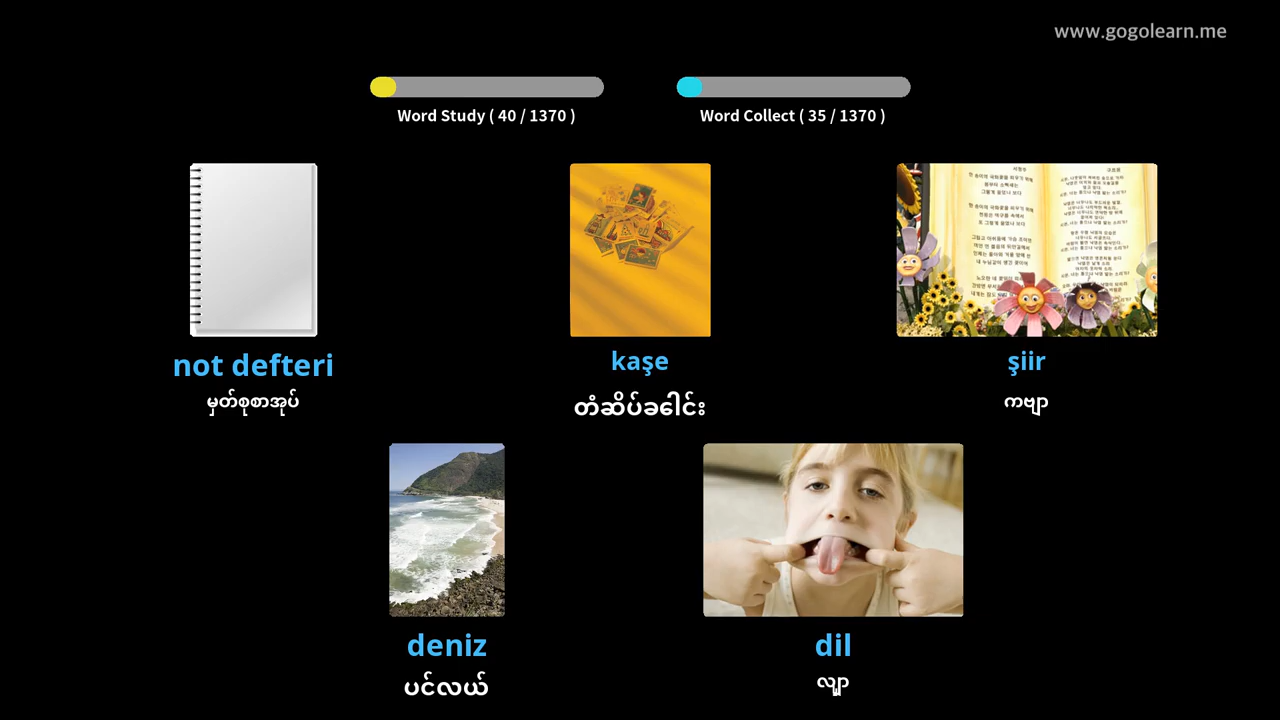 www.gogolearn.me
Word Study ( 40 / 1370 )
Word Collect ( 35 / 1370 )
not defteri
kaşe
şiir
မှတ်စုစာအုပ်
တံဆိပ်ခေါင်း
ကဗျာ
deniz
dil
ပင်လယ်
လျှာ